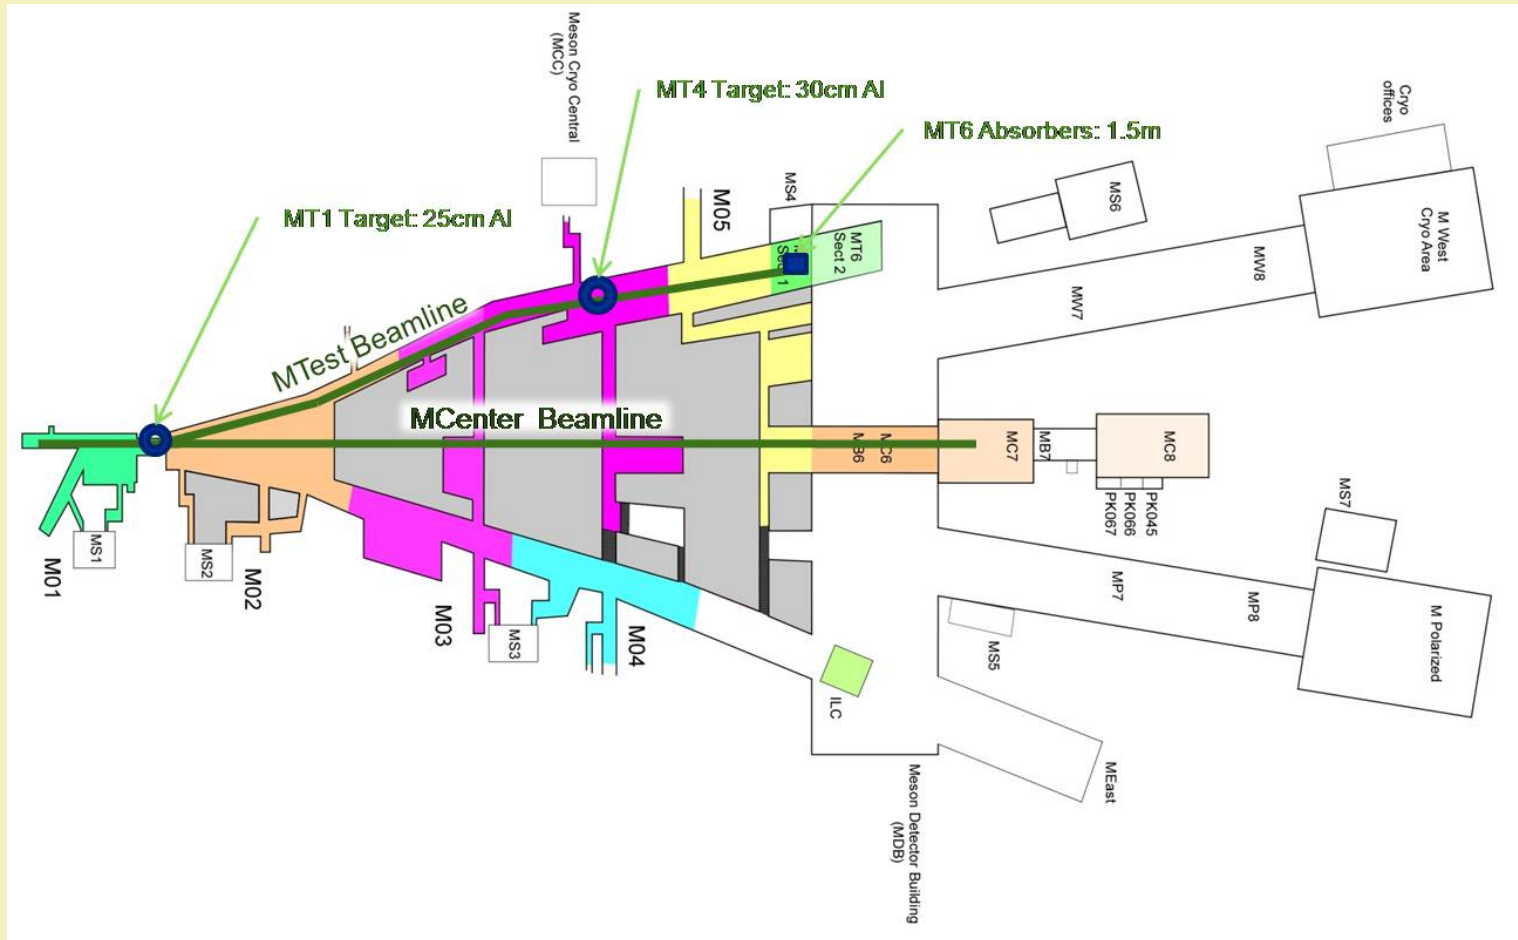 Meson Cryo Central
(MCC)
MT4 Target: 30cm Al
MT6 Absorbers: 1.5m
Cryo
offices
MT1 Target: 25cm Al
M05
MS4
MS6
M West
Cryo Area
MT6
Sect 2
Sect 1
MW8
MW7
MTest Beamline
MCenter Beamline
MB6
MC6
MC7
MB7
MC8
PK067
PK066
PK045
MS7
MS1
M01
MS2
M02
M03
MS3
M04
MP7
MP8
M Polarized
MS5
ILC
MEast
Meson Detector Building
(MDB)